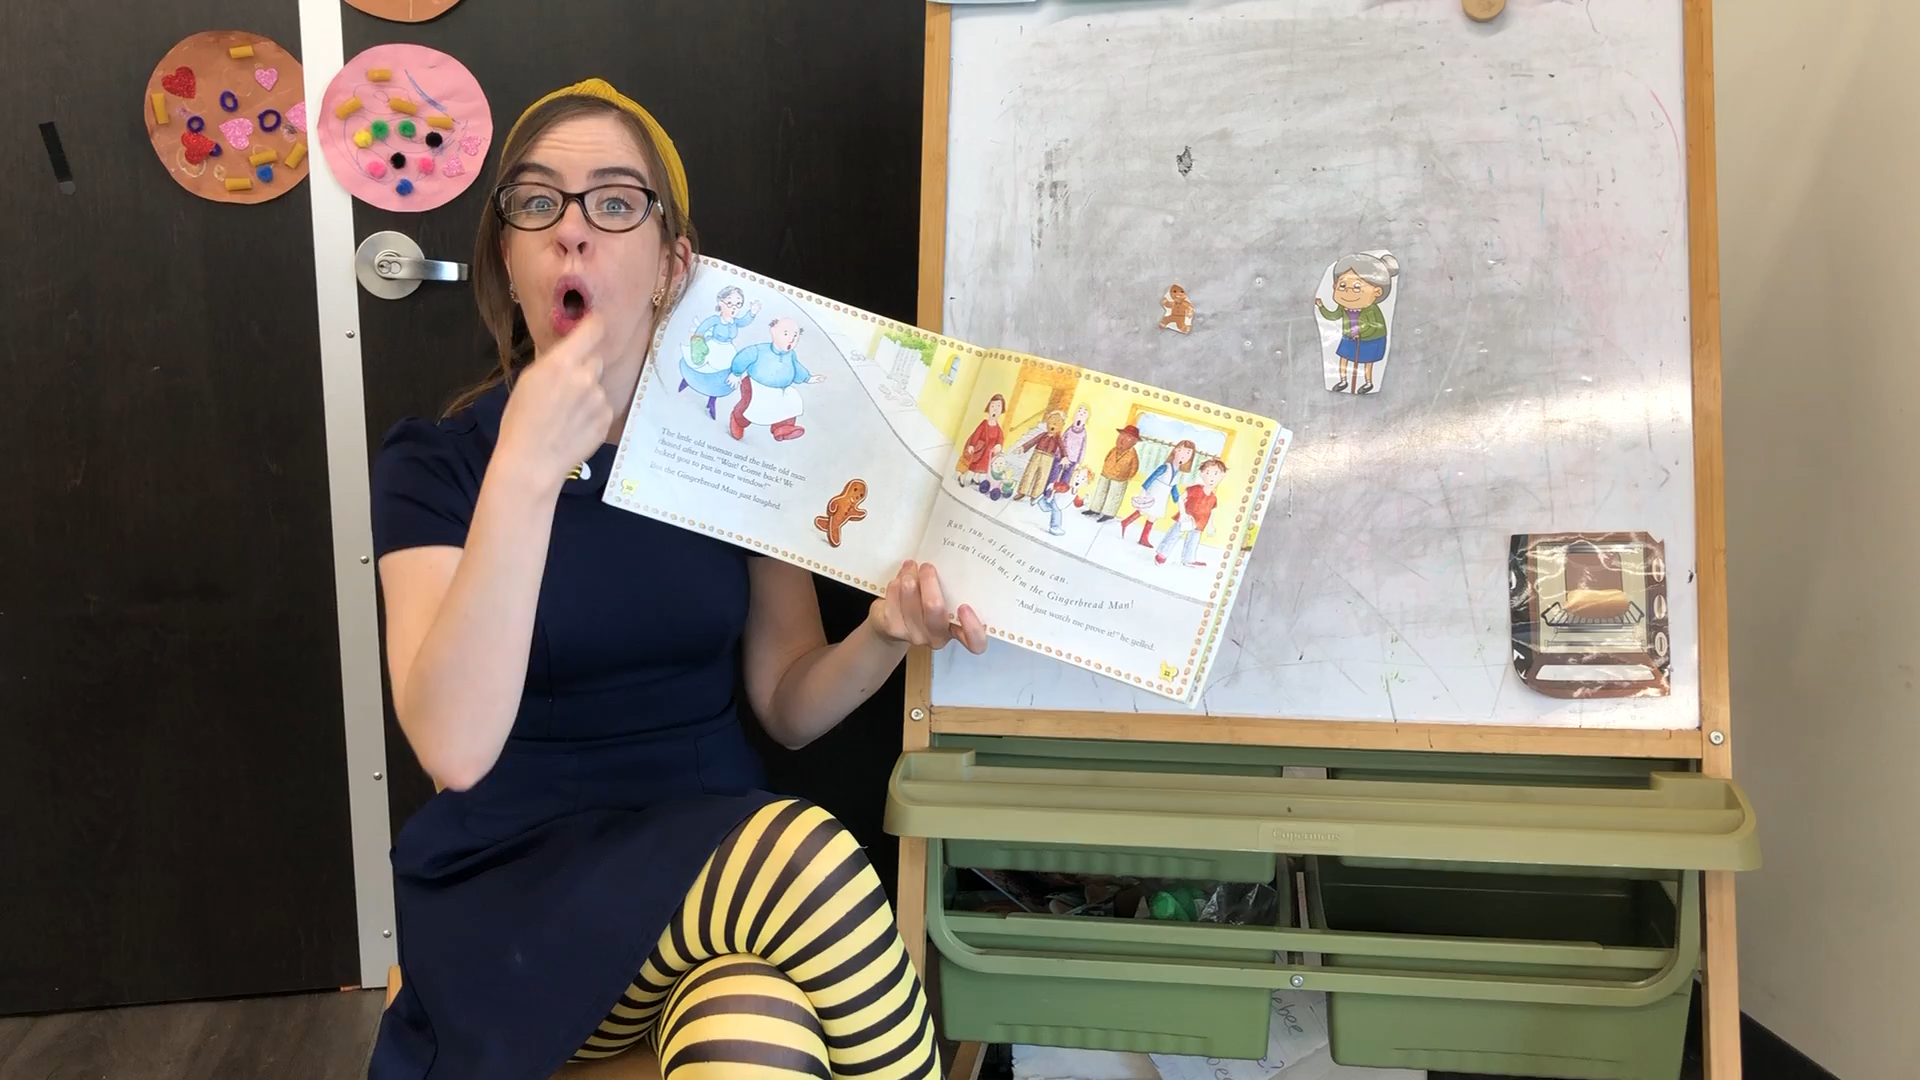 The little old woman and the little old man
chased after him. "Wait! Come back! We
baked you to put in our window!"
But the Gingerbread Man just laughed.
Run, run, as fast as you can.
You can't catch me, I'm the Gingerbread Man!
"And just watch me prove it!" he yelled.